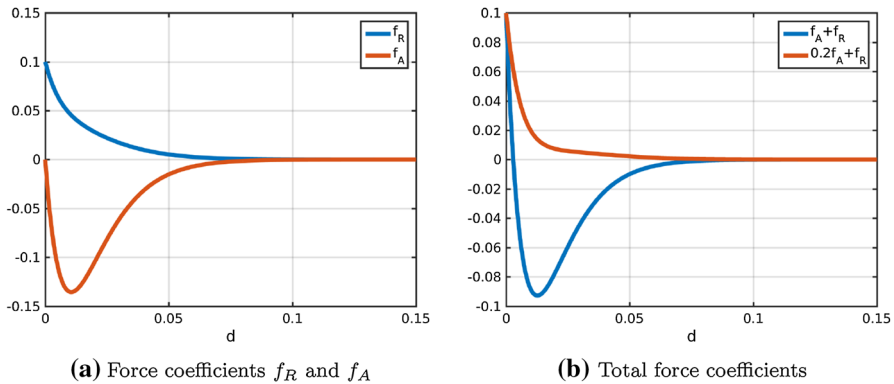 0.15
0.1
0.05
0
-0.05
-0.1
-0.15
0 0.05 0.1 0.15
d
f_R
f_A
(a) Force coefficients f_R and f_A
0.1
0.08
0.06
0.04
0.02
0
-0.02
-0.04
-0.06
-0.08
-0.1
0 0.05 0.1 0.15
d
f_A+f_R
0.2f_A+f_R
(b) Total force coefficients